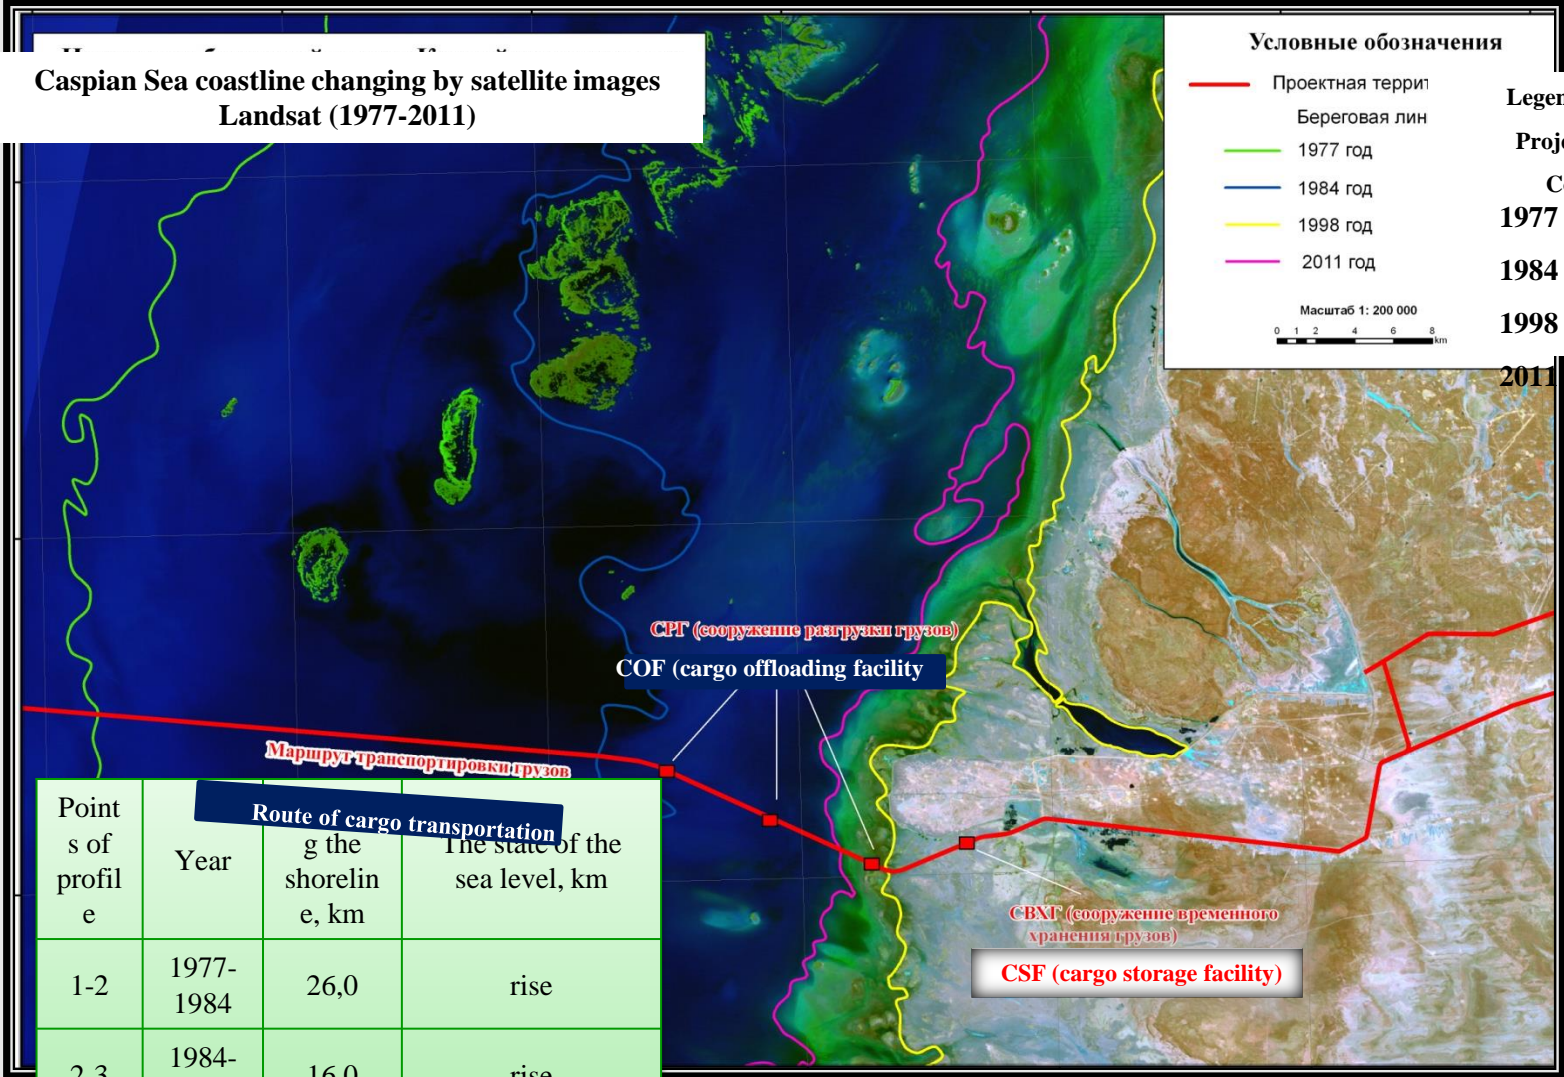 Caspian Sea coastline changing by satellite images
Landsat (1977-2011)
Условные обозначения
Проектная террит
Береговая лин
1977 год
1984 год
1998 год
2011 год
Масштаб 1: 200 000
0 1 2 4 6 8
km
Legen
Proje
C
1977
1984
1998
2011
СРГ (сооружение разгрузки грузов)
COF (cargo offloading facility
Маршрут транспортировки грузов
Route of cargo transportation
СВХГ (сооружение временного
хранения грузов)
CSF (cargo storage facility)
Point
s of
profil
e
Year
g the
shorelin
e, km
The state of the
sea level, km
1-2
1977-
1984
26,0
rise
2-3
1984-
16,0
rise